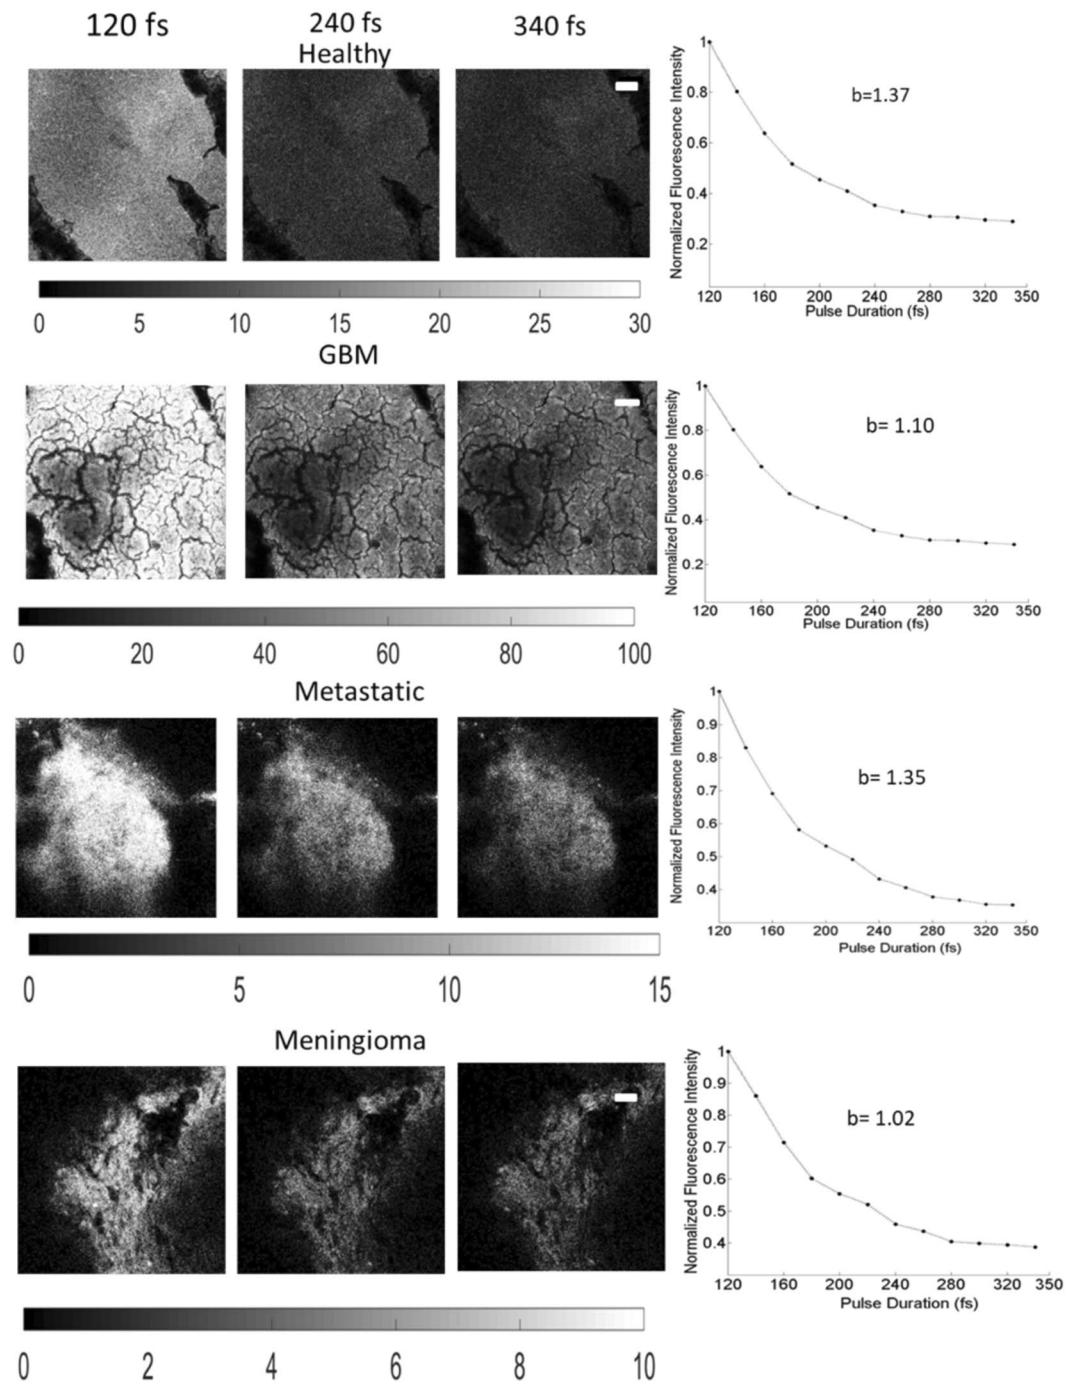 120 fs
240 fs
340 fs
Healthy
Normalized Fluorescence Intensity
1
0.8
0.6
0.4
0.2
b=1.37
120 160 200 240 280 320 350
Pulse Duration (fs)
0 5 10 15 20 25 30
GBM
Normalized Fluorescence Intensity
1
0.8
0.6
0.4
0.2
b= 1.10
120 160 200 240 280 320 350
Pulse Duration (fs)
0 20 40 60 80 100
Metastatic
Normalized Fluorescence Intensity
1
0.9
0.8
0.7
0.6
0.5
0.4
b= 1.35
120 160 200 240 280 320 350
Pulse Duration (fs)
0 5 10 15
Meningioma
Normalized Fluorescence Intensity
1
0.9
0.8
0.7
0.6
0.5
0.4
b= 1.02
120 160 200 240 280 320 350
Pulse Duration (fs)
0 2 4 6 8 10